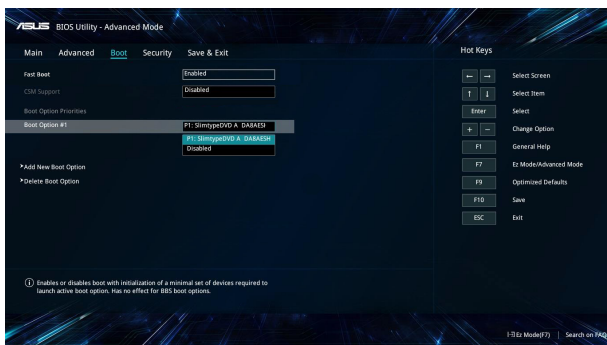 ASUS BIOS Utility - Advanced Mode
Main Advanced Boot Security Save & Exit
Hot Keys
Fast Boot Enabled
CSM Support Disabled
Boot Option Priorities
Boot Option #1 P1: SlimtypeDVD A DA8AESI
P1: SlimtypeDVD A DA8AESH
Disabled
Add New Boot Option
Delete Boot Option
← → Select Screen
↑ ↓ Select Item
Enter Select
+ − Change Option
F1 General Help
F7 Ez Mode/Advanced Mode
F9 Optimized Defaults
F10 Save
ESC Exit
Enables or disables boot with initialization of a minimal set of devices required to
launch active boot option. Has no effect for BBS boot options.
Ez Mode(F7) | Search on FAQ